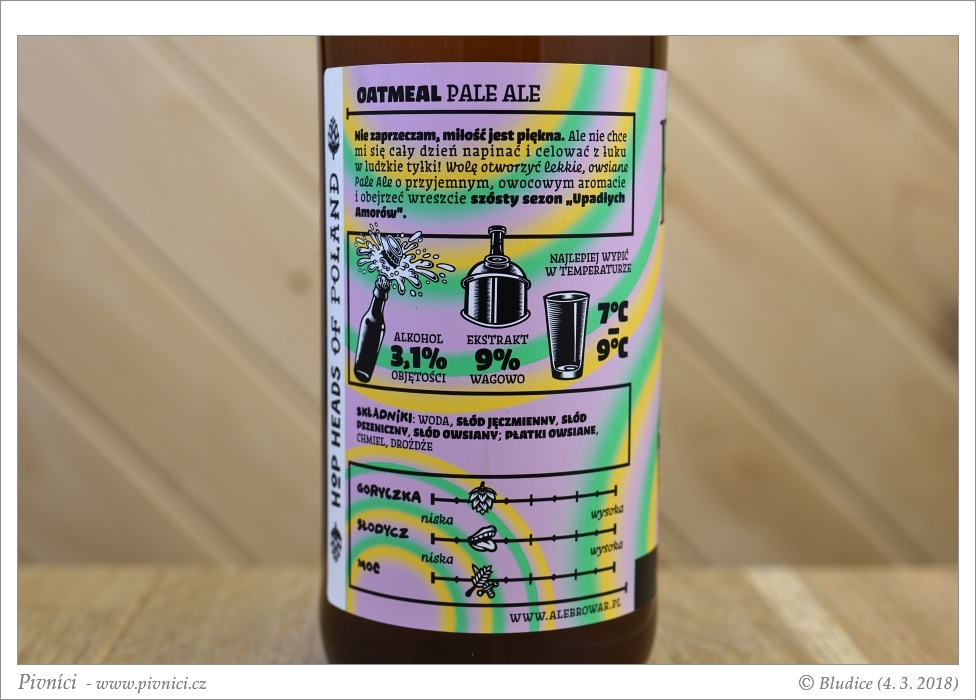 OATMEAL PALE ALE
Nie zaprzeczam, miłość jest piękna. Ale nie chce
mi się cały dzień napinać i celować z łuku
w ludzkie tyłki! Wolę otworzyć lekkie, owsiane
Pale Ale o przyjemnym, owocowym aromacie
i obejrzeć wreszcie szósty sezon „Upadłych
Amorów”.
HOP HEADS OF POLAND
NAJLEPIEJ WYPIĆ
W TEMPERATURZE
7°C
–
9°C
ALKOHOL
3,1%
OBJĘTOŚCI
EKSTRAKT
9%
WAGOWO
SKŁADNIKI: WODA, SŁÓD JĘCZMIENNY, SŁÓD
PSZENICZNY, SŁÓD OWSIANY; PŁATKI OWSIANE,
CHMIEL, DROŻDŻE
GORYCZKA
niska wysoka
SŁODYCZ
niska wysoka
MOC
WWW.ALEBROWAR.PL
Pivníci - www.pivnici.cz
© Bludice (4. 3. 2018)